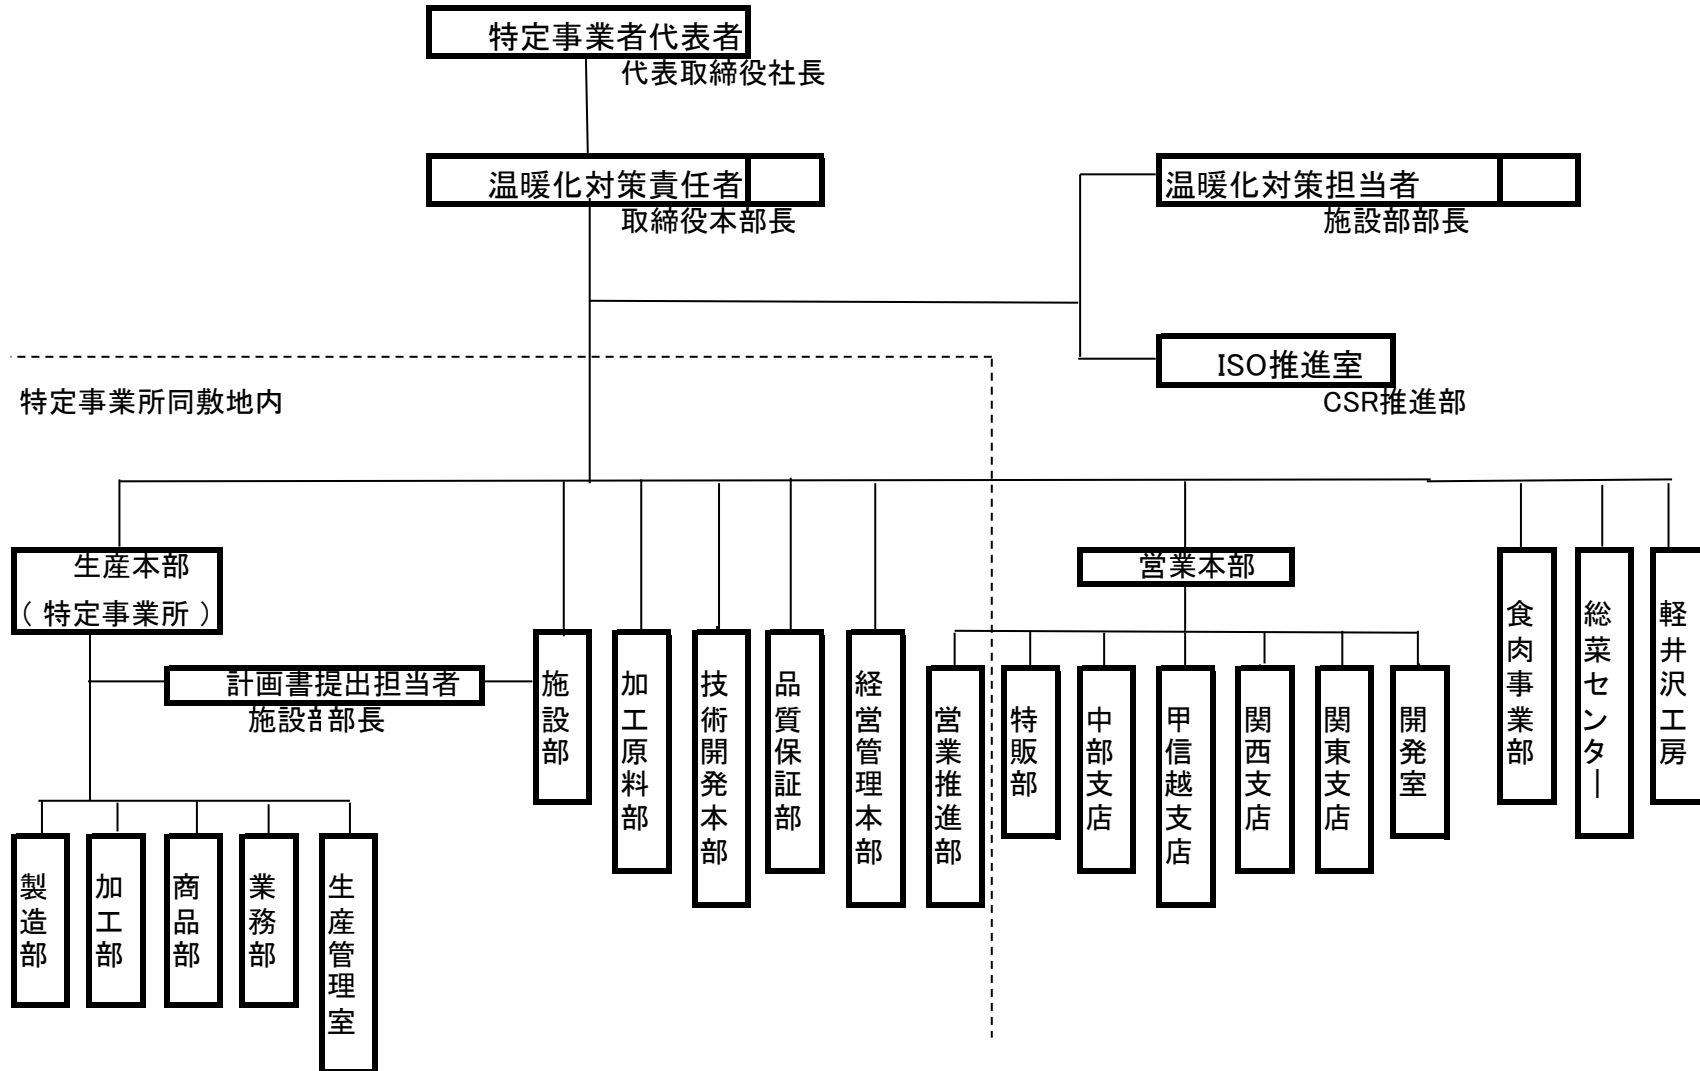 特定事業者代表者
代表取締役社長
温暖化対策責任者
取締役本部長
温暖化対策担当者
施設部部長
ISO推進室
CSR推進部
特定事業所同敷地内
生産本部
（ 特定事業所 ）
営業本部
計画書提出担当者
施設部部長
施設部
加工原料部
技術開発本部
品質保証部
経営管理本部
営業推進部
特販部
中部支店
甲信越支店
関西支店
関東支店
開発室
食肉事業部
総菜センター
軽井沢工房
製造部
加工部
商品部
業務部
生産管理室